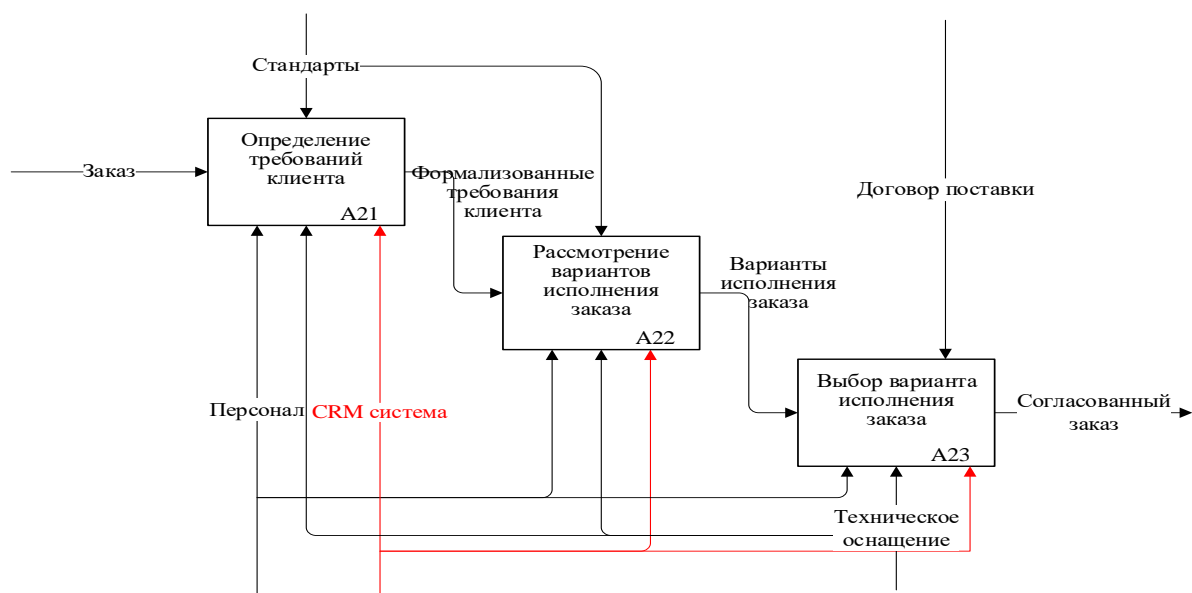 Стандарты
Определение
требований
клиента
A21
Заказ
Формализованные
требования
клиента
Договор поставки
Рассмотрение
вариантов
исполнения
заказа
A22
Варианты
исполнения
заказа
Выбор варианта
исполнения
заказа
A23
Персонал
CRM система
Согласованный
заказ
Техническое
оснащение